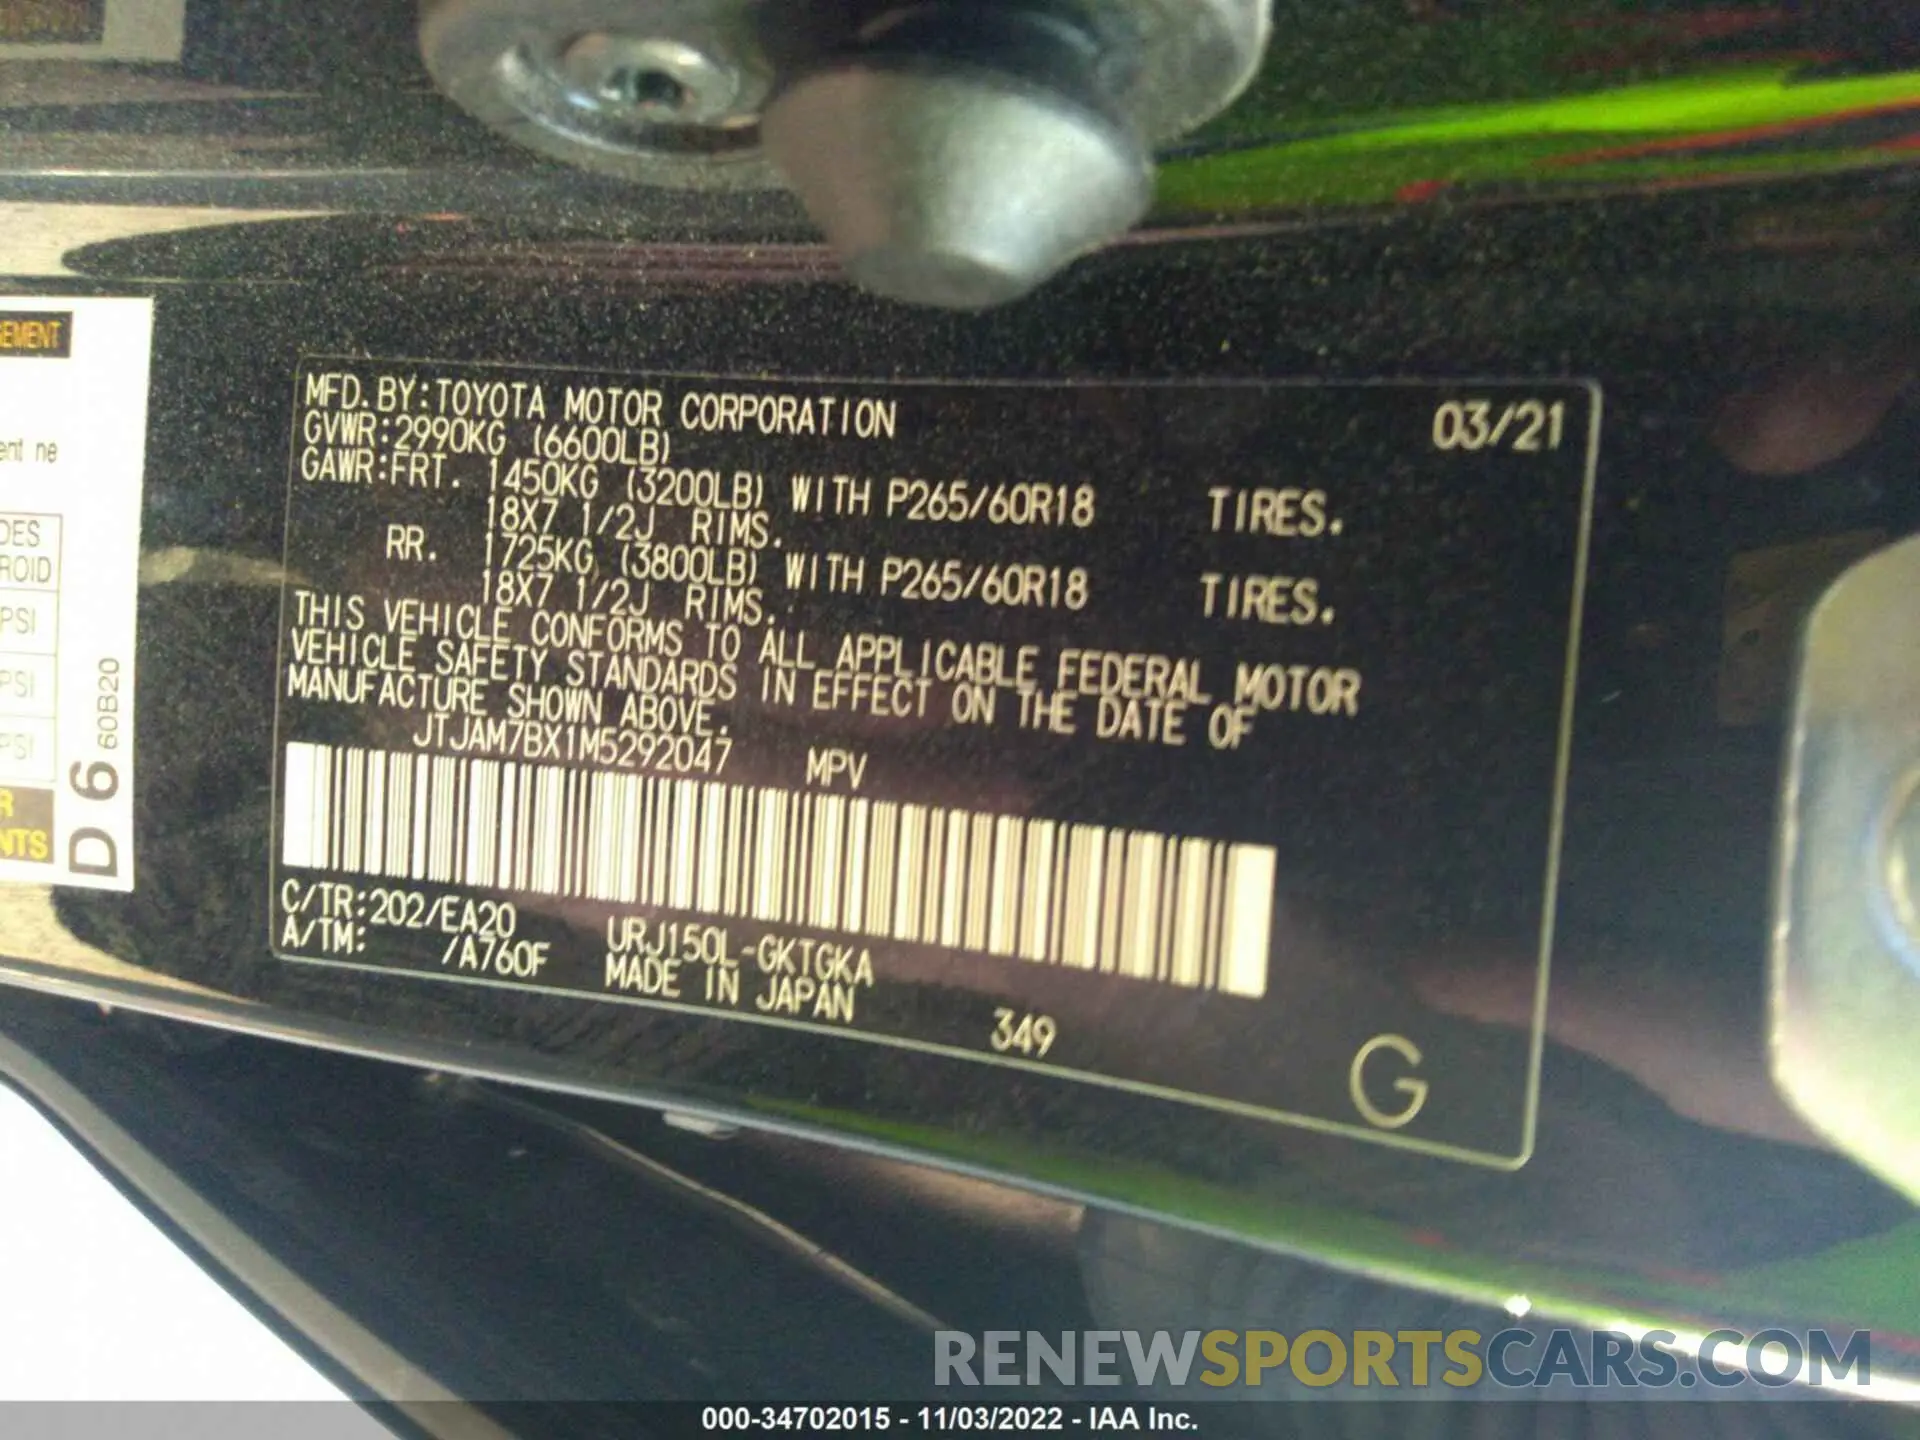 MFD.BY:TOYOTA MOTOR CORPORATION 03/21
GVWR:2990KG (6600LB)
GAWR:FRT. 1450KG (3200LB) WITH P265/60R18 TIRES.
18X7 1/2J RIMS.
RR. 1725KG (3800LB) WITH P265/60R18 TIRES.
18X7 1/2J RIMS.
THIS VEHICLE CONFORMS TO ALL APPLICABLE FEDERAL MOTOR
VEHICLE SAFETY STANDARDS IN EFFECT ON THE DATE OF
MANUFACTURE SHOWN ABOVE.
JTJAM7BX1M5292047 MPV
C/TR:202/EA20 URJ150L-GKTGKA
A/TM: /A760F MADE IN JAPAN
349
G
ne
PSI
PSI
PSI
D6 60B20
RENEWSPORTSCARS.COM
000-34702015 - 11/03/2022 - IAA Inc.